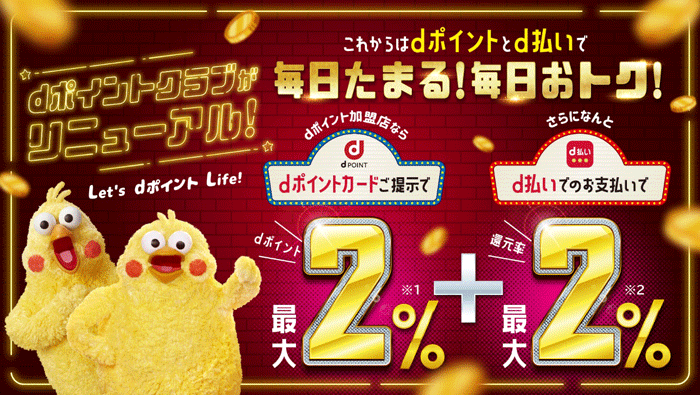 dポイントクラブが
リニューアル!
Let's dポイント Life!
これからはdポイントとd払いで
毎日たまる!毎日おトク!
dポイント加盟店なら
d POINT
dポイントカードご提示で
dポイント
最大2%※1
+
さらになんと
d払い
d払いでのお支払いで
還元率
最大2%※2